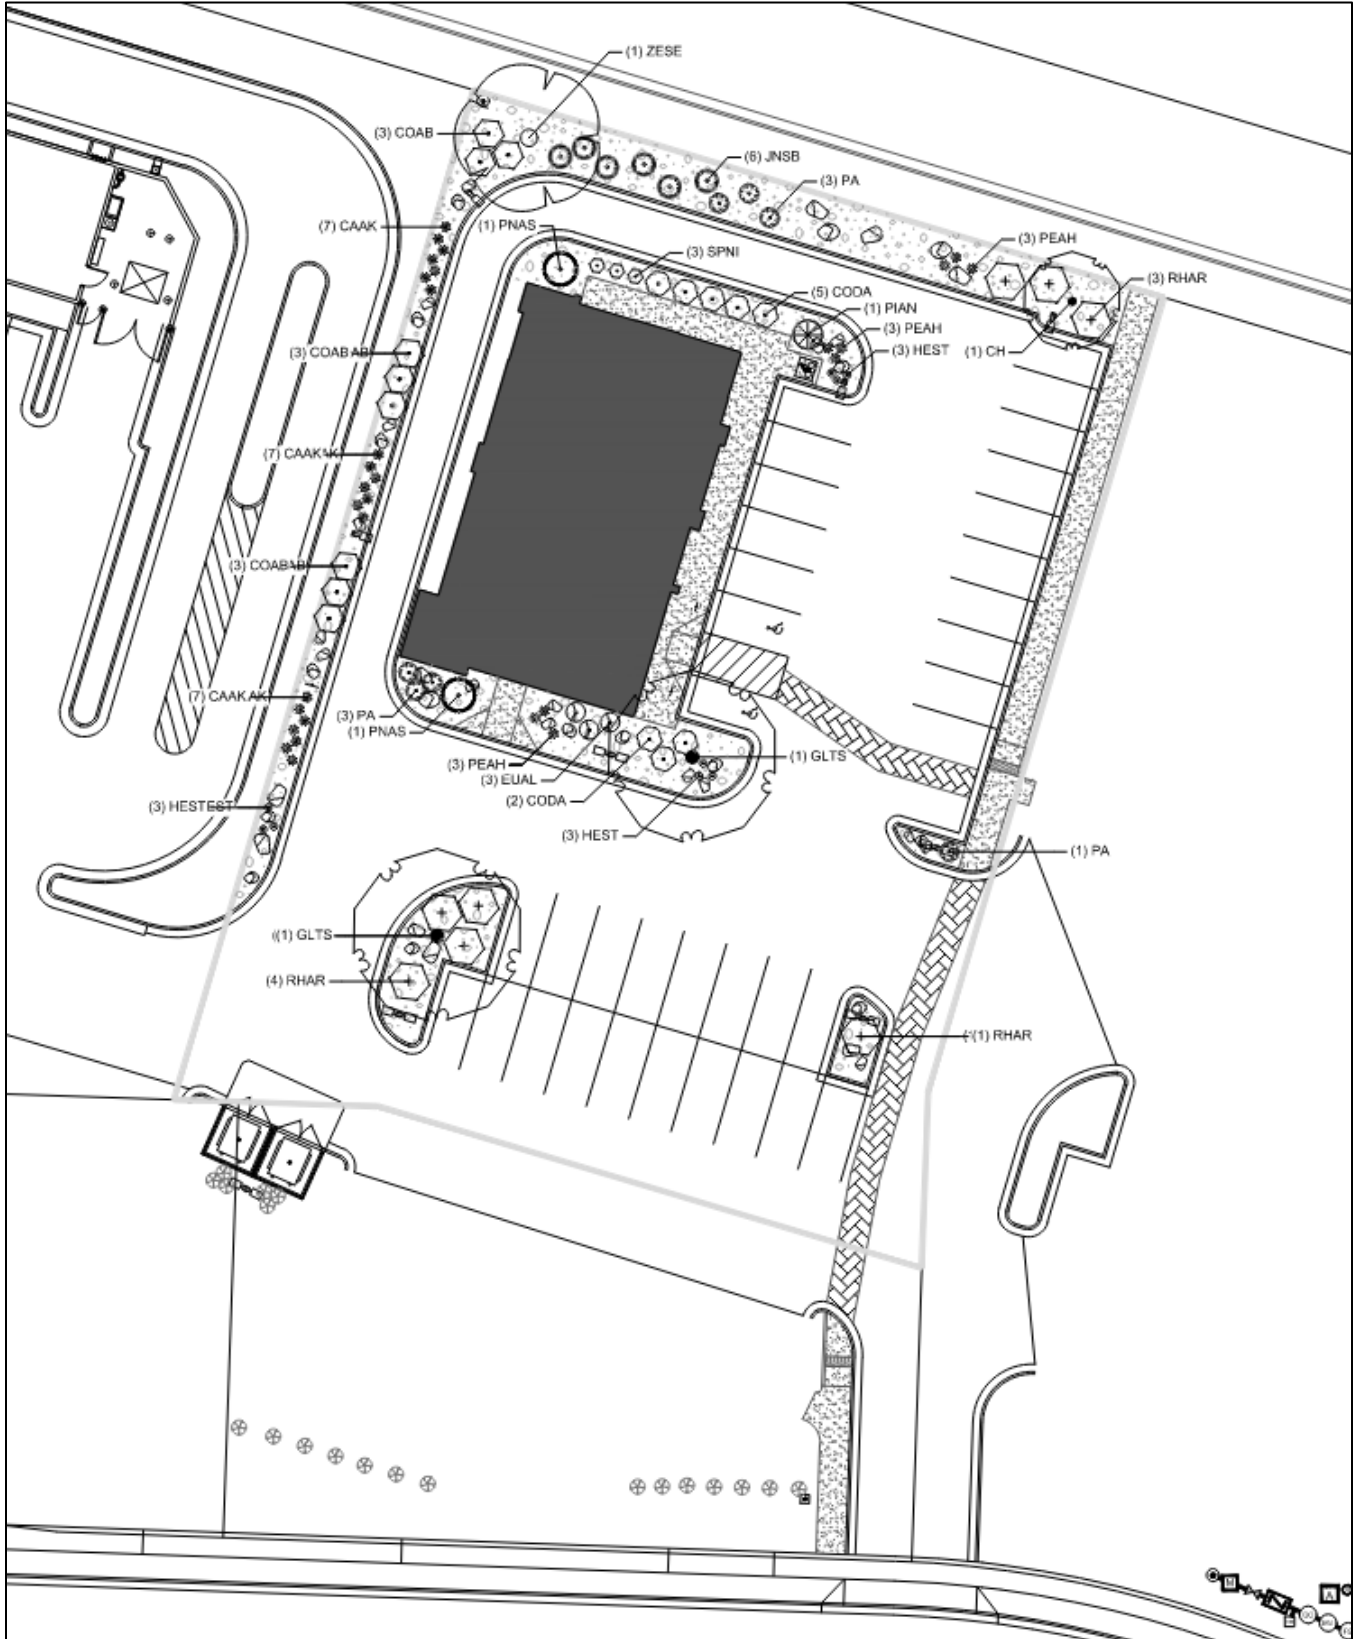 (1) ZESE
(3) COAB
(6) JNSB
(3) PA
(7) CAAK
(1) PNAS
(3) SPNI
(3) PEAH
(3) RHAR
(5) CODA
(1) PIAN
(3) PEAH
(3) HEST
(1) CH
(3) COABAB
(7) CAAKAK
(3) COABAB
(7) CAAKAK
(3) PA
(1) PNAS
(3) PEAH
(3) EUAL
(2) CODA
(1) GLTS
(3) HESTEST
(3) HEST
(1) PA
(1) GLTS
(4) RHAR
(1) RHAR
M
A